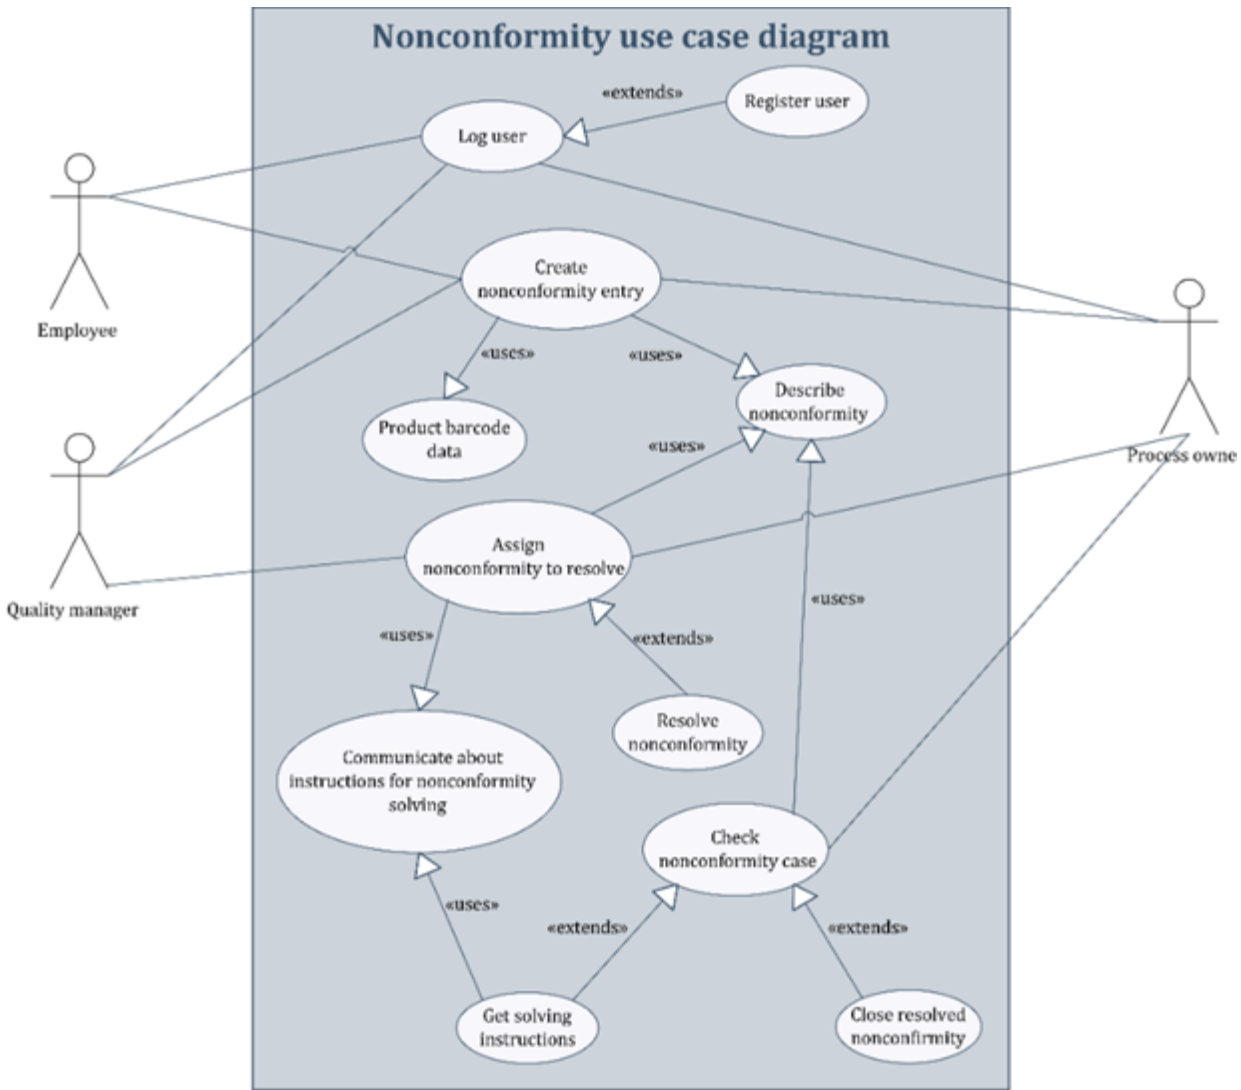 Nonconformity use case diagram
«extends»
Register user
Log user
Employee
Create
nonconformity entry
«uses»
«uses»
Describe
nonconformity
Product barcode
data
«uses»
Process owne
Assign
nonconformity to resolve
Quality manager
«uses»
«uses»
«extends»
Resolve
nonconformity
Communicate about
instructions for nonconformity
solving
Check
nonconformity case
«uses»
«extends»
«extends»
Get solving
instructions
Close resolved
nonconfirmity